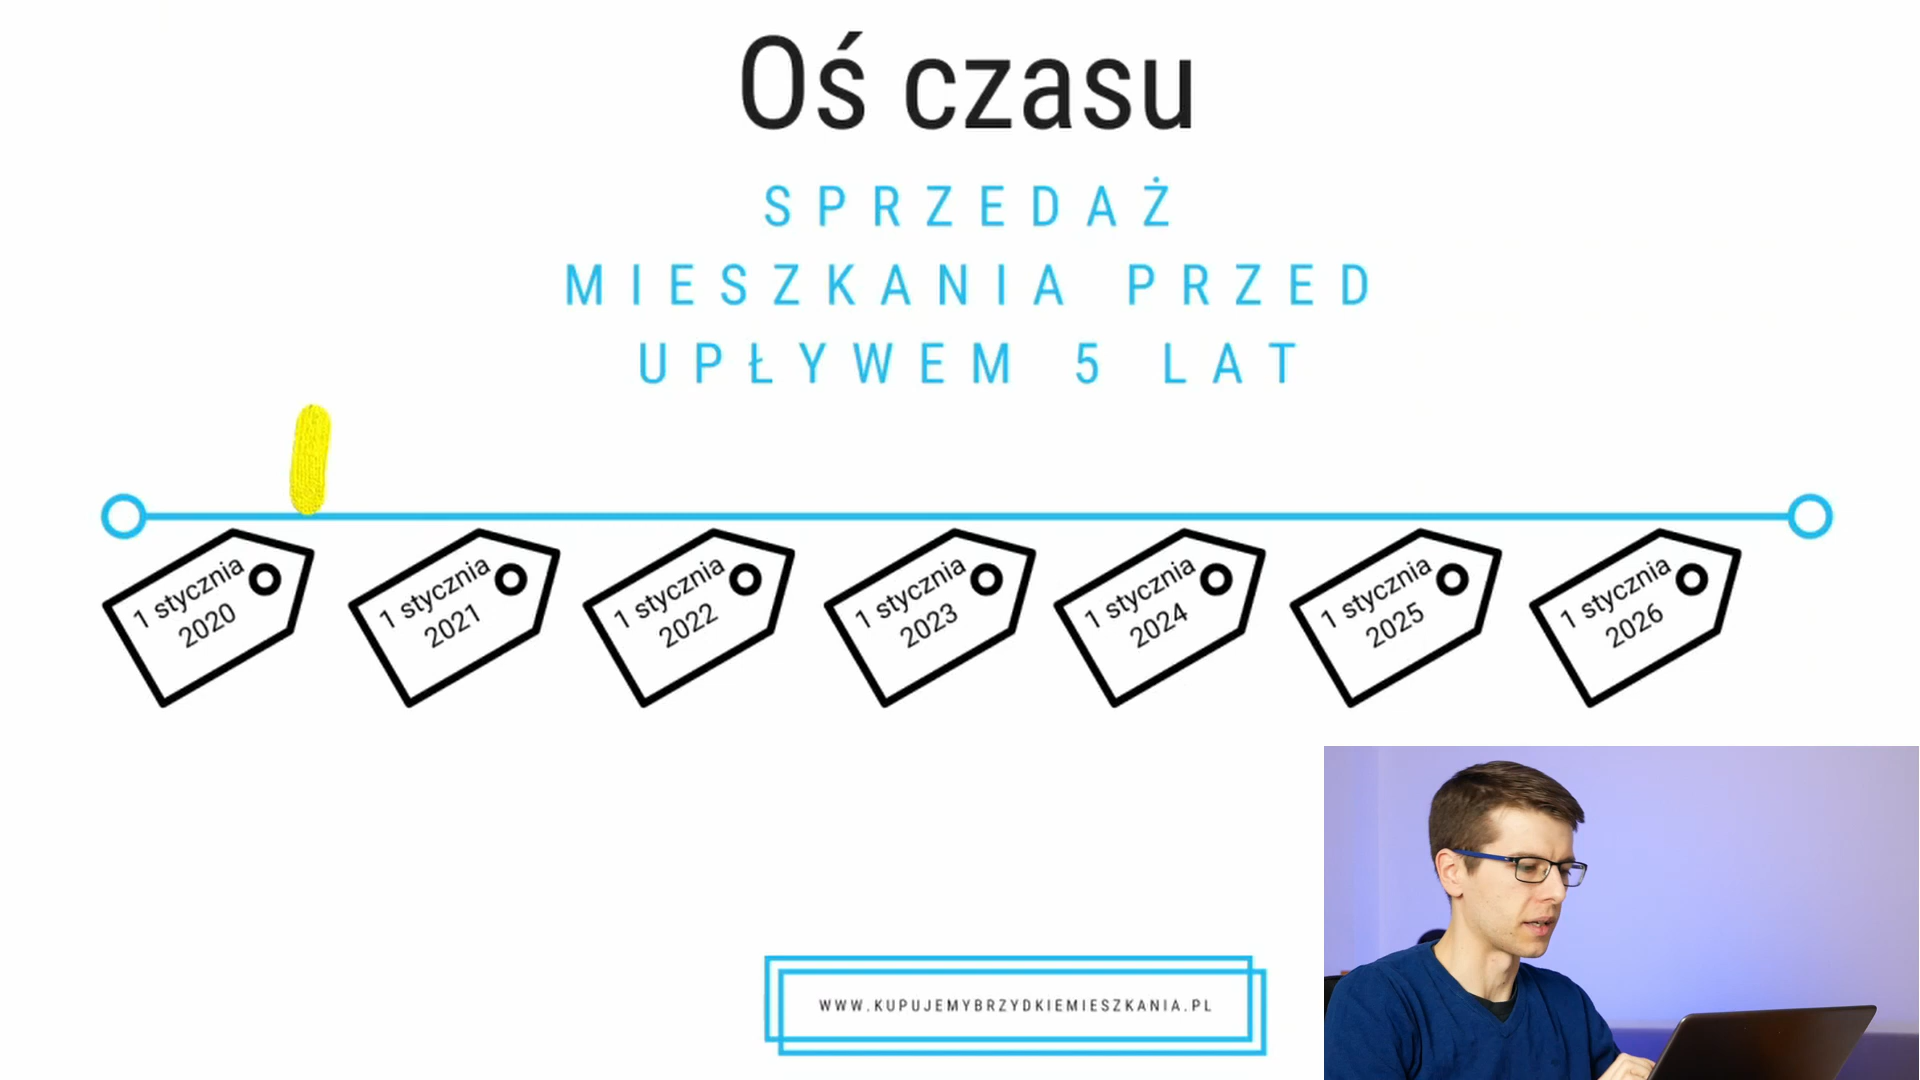 Oś czasu
SPRZEDAŻ
MIESZKANIA PRZED
UPŁYWEM 5 LAT
1 stycznia
2020
1 stycznia
2021
1 stycznia
2022
1 stycznia
2023
1 stycznia
2024
1 stycznia
2025
1 stycznia
2026
WWW.KUPUJEMYBRZYDKIEMIESZKANIA.PL